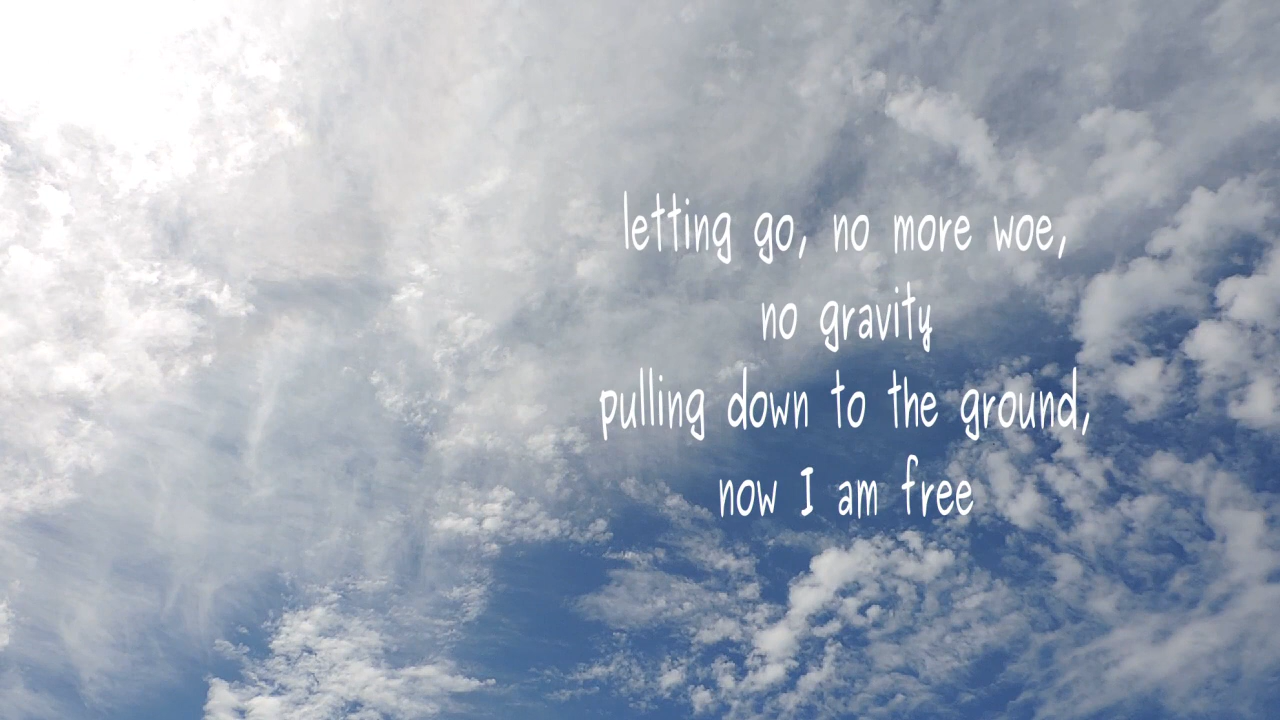 letting go, no more woe,
no gravity
pulling down to the ground,
now I am free